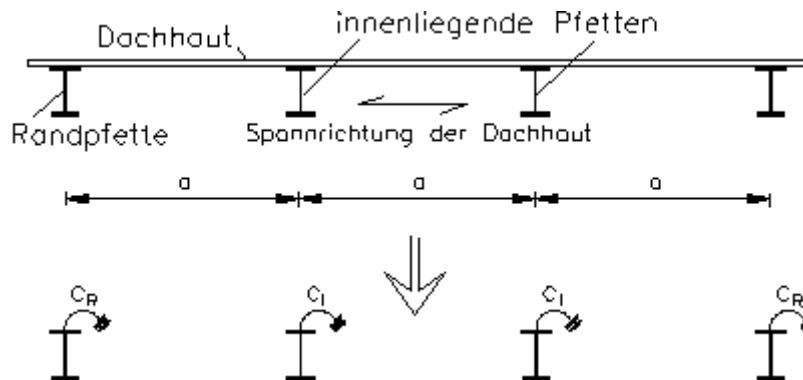 innenliegende Pfetten
Dachhaut
Randpfette
Spannrichtung der Dachhaut
a a a
C_R C_I C_I C_R